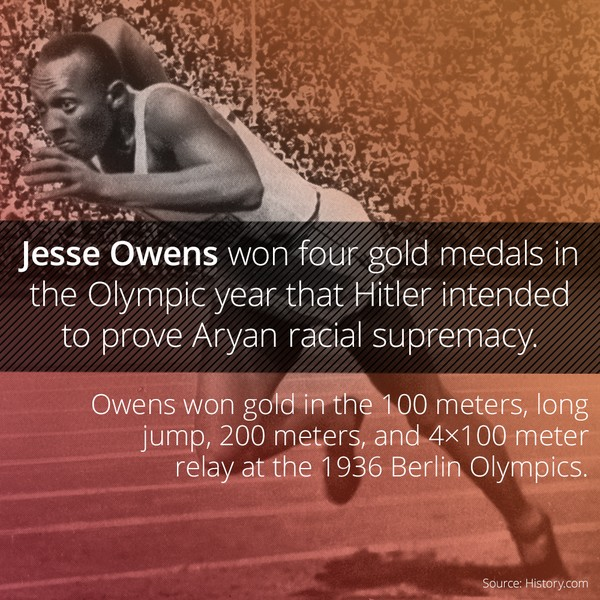 Jesse Owens won four gold medals in
the Olympic year that Hitler intended
to prove Aryan racial supremacy.
Owens won gold in the 100 meters, long
jump, 200 meters, and 4×100 meter
relay at the 1936 Berlin Olympics.
Source: History.com